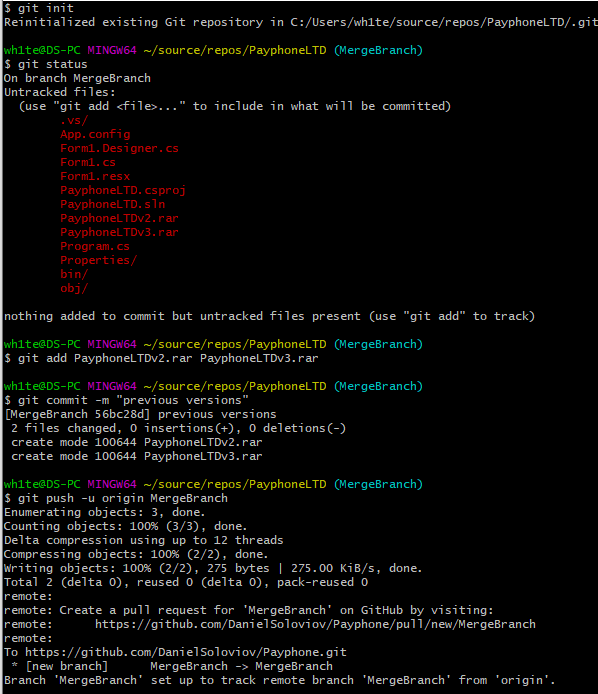 $ git init
Reinitialized existing Git repository in C:/Users/wh1te/source/repos/PayphoneLTD/.git
wh1te@DS-PC MINGW64 ~/source/repos/PayphoneLTD (MergeBranch)
$ git status
On branch MergeBranch
Untracked files:
  (use "git add <file>..." to include in what will be committed)
        .vs/
        App.config
        Form1.Designer.cs
        Form1.cs
        Form1.resx
        PayphoneLTD.csproj
        PayphoneLTD.sln
        PayphoneLTDv2.rar
        PayphoneLTDv3.rar
        Program.cs
        Properties/
        bin/
        obj/
nothing added to commit but untracked files present (use "git add" to track)
wh1te@DS-PC MINGW64 ~/source/repos/PayphoneLTD (MergeBranch)
$ git add PayphoneLTDv2.rar PayphoneLTDv3.rar
wh1te@DS-PC MINGW64 ~/source/repos/PayphoneLTD (MergeBranch)
$ git commit -m "previous versions"
[MergeBranch 56bc28d] previous versions
 2 files changed, 0 insertions(+), 0 deletions(-)
 create mode 100644 PayphoneLTDv2.rar
 create mode 100644 PayphoneLTDv3.rar
wh1te@DS-PC MINGW64 ~/source/repos/PayphoneLTD (MergeBranch)
$ git push -u origin MergeBranch
Enumerating objects: 3, done.
Counting objects: 100% (3/3), done.
Delta compression using up to 12 threads
Compressing objects: 100% (2/2), done.
Writing objects: 100% (2/2), 275 bytes | 275.00 KiB/s, done.
Total 2 (delta 0), reused 0 (delta 0), pack-reused 0
remote:
remote: Create a pull request for 'MergeBranch' on GitHub by visiting:
remote:      https://github.com/DanielSoloviov/Payphone/pull/new/MergeBranch
remote:
To https://github.com/DanielSoloviov/Payphone.git
 * [new branch]      MergeBranch -> MergeBranch
Branch 'MergeBranch' set up to track remote branch 'MergeBranch' from 'origin'.